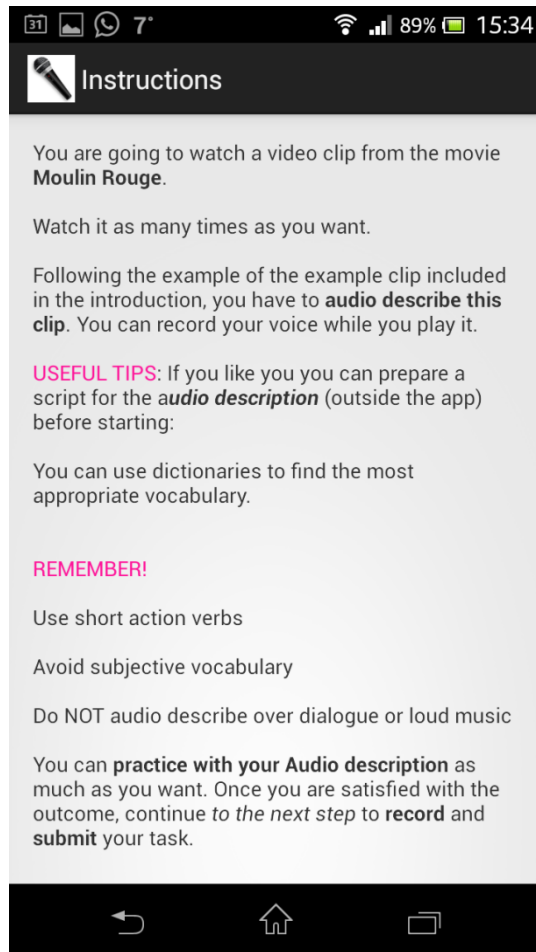 31 7° 89% 15:34
Instructions
You are going to watch a video clip from the movie
Moulin Rouge.
Watch it as many times as you want.
Following the example of the example clip included
in the introduction, you have to audio describe this
clip. You can record your voice while you play it.
USEFUL TIPS: If you like you you can prepare a
script for the audio description (outside the app)
before starting:
You can use dictionaries to find the most
appropriate vocabulary.
REMEMBER!
Use short action verbs
Avoid subjective vocabulary
Do NOT audio describe over dialogue or loud music
You can practice with your Audio description as
much as you want. Once you are satisfied with the
outcome, continue to the next step to record and
submit your task.